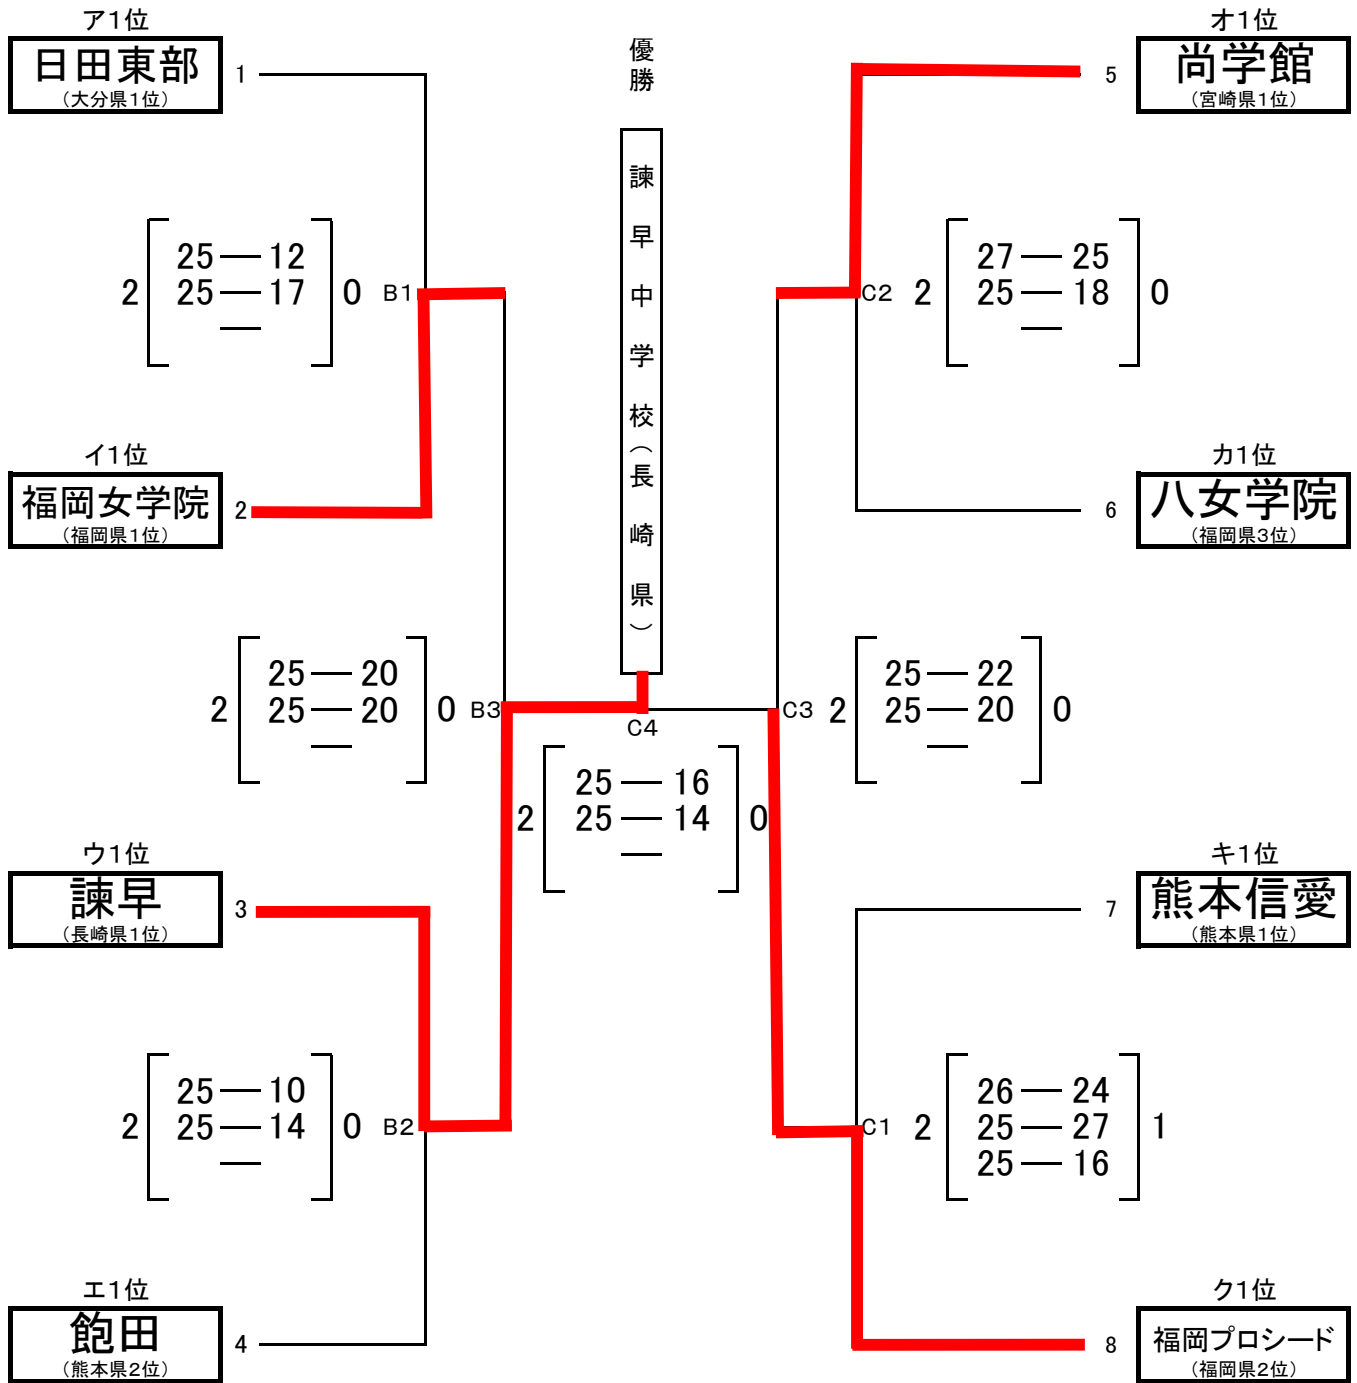 ア1位
日田東部
（大分県1位）
1
優勝
オ1位
尚学館
（宮崎県1位）
5
諫早中学校（長崎県）
2
25―12
25―17
―
0
B1
C2
2
27―25
25―18
―
0
イ1位
福岡女学院
（福岡県1位）
2
カ1位
八女学院
（福岡県3位）
6
2
25―20
25―20
―
0
B3
C4
C3
2
25―22
25―20
―
0
2
25―16
25―14
―
0
ウ1位
諫早
（長崎県1位）
3
キ1位
熊本信愛
（熊本県1位）
7
2
25―10
25―14
―
0
B2
C1
2
26―24
25―27
25―16
1
エ1位
飽田
（熊本県2位）
4
ク1位
福岡プロシード
（福岡県2位）
8